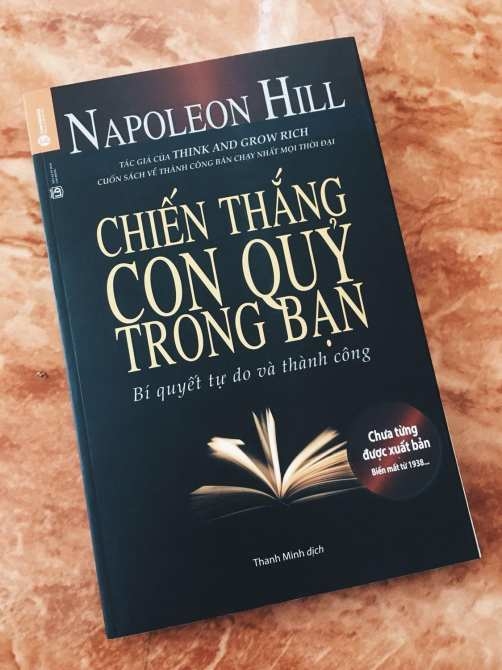 NAPOLEON HILL
TÁC GIẢ CỦA THINK AND GROW RICH
CUỐN SÁCH VỀ THÀNH CÔNG BÁN CHẠY NHẤT MỌI THỜI ĐẠI
CHIẾN THẮNG
CON QUỶ
TRONG BẠN
Bí quyết tự do và thành công
Chưa từng
được xuất bản
Biến mất từ 1938...
Thanh Minh dịch